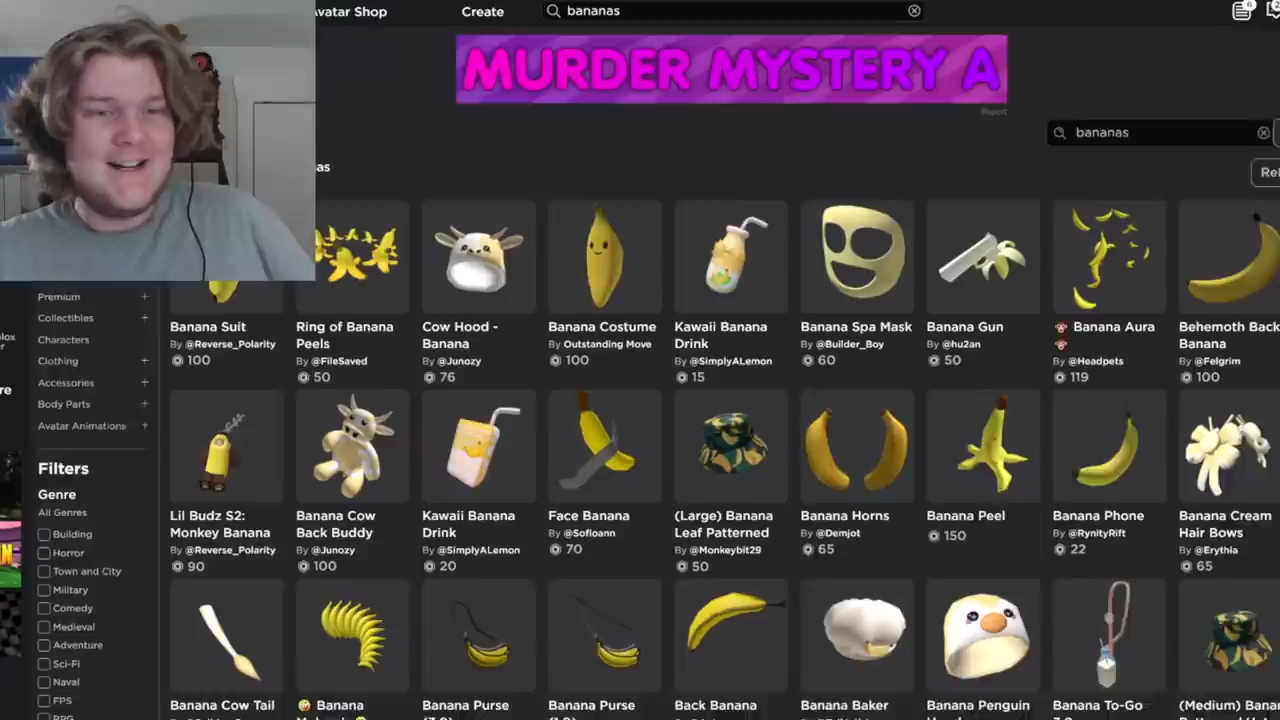 Avatar Shop Create bananas 6
MURDER MYSTERY A
Report
bananas
Banana Suit
By @Reverse_Polarity
100
Ring of Banana
Peels
By @FileSaved
50
Cow Hood -
Banana
By @Junozy
76
Banana Costume
By Outstanding Move
100
Kawaii Banana
Drink
By @SimplyALemon
15
Banana Spa Mask
By @Builder_Boy
60
Banana Gun
By @hu2an
50
Banana Aura
By @Headpets
119
Behemoth Back
Banana
By @Felgrim
100
Premium +
Collectibles +
Characters
Clothing +
Accessories +
Body Parts +
Avatar Animations +
Filters
Genre
All Genres
Building
Horror
Town and City
Military
Comedy
Medieval
Adventure
Sci-Fi
Naval
FPS
RPG
Lil Budz S2:
Monkey Banana
By @Reverse_Polarity
90
Banana Cow
Back Buddy
By @Junozy
100
Kawaii Banana
Drink
By @SimplyALemon
20
Face Banana
By @Sofloann
70
(Large) Banana
Leaf Patterned
By @Monkeybit29
50
Banana Horns
By @Demjot
65
Banana Peel
150
Banana Phone
By @RynityRift
22
Banana Cream
Hair Bows
By @Erythia
65
Banana Cow Tail
Banana
Banana Purse
Banana Purse
Back Banana
Banana Baker
Banana Penguin
Banana To-Go
(Medium) Banana